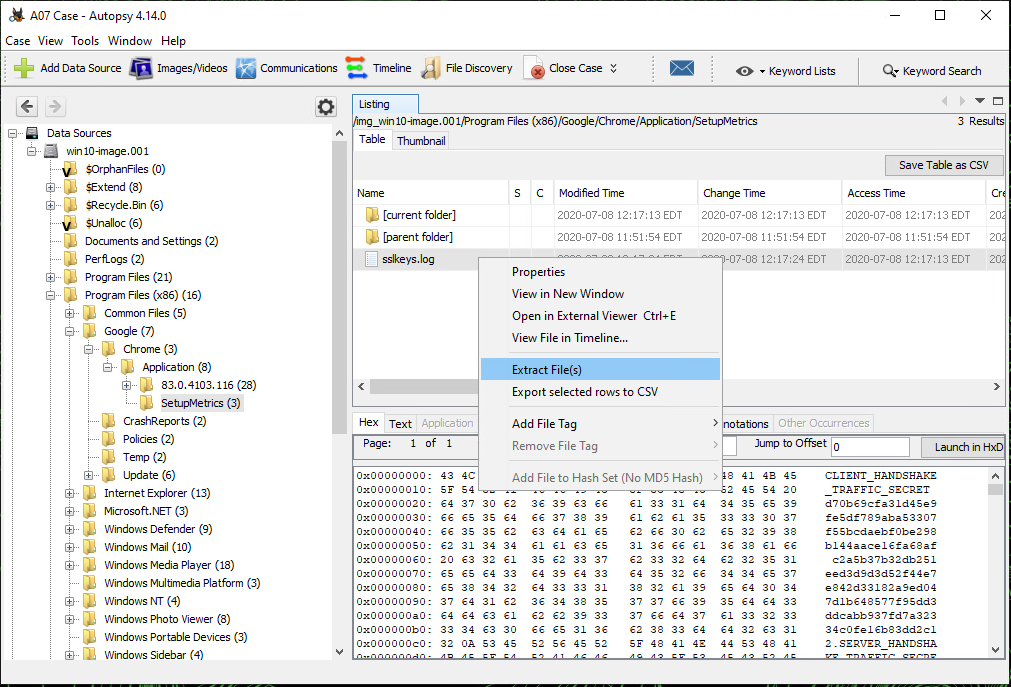 A07 Case - Autopsy 4.14.0
Case View Tools Window Help
Add Data Source Images/Videos Communications Timeline File Discovery Close Case Keyword Lists Keyword Search
Data Sources
win10-image.001
$OrphanFiles (0)
$Extend (8)
$Recycle.Bin (6)
$Unalloc (6)
Documents and Settings (2)
PerfLogs (2)
Program Files (21)
Program Files (x86) (16)
Common Files (5)
Google (7)
Chrome (3)
Application (8)
83.0.4103.116 (28)
SetupMetrics (3)
CrashReports (2)
Policies (2)
Temp (2)
Update (6)
Internet Explorer (13)
Microsoft.NET (3)
Windows Defender (9)
Windows Mail (10)
Windows Media Player (18)
Windows Multimedia Platform (3)
Windows NT (4)
Windows Photo Viewer (8)
Windows Portable Devices (3)
Windows Sidebar (4)
Listing
/img_win10-image.001/Program Files (x86)/Google/Chrome/Application/SetupMetrics 3 Results
Table Thumbnail
Save Table as CSV
Name S C Modified Time Change Time Access Time Cre
[current folder] 2020-07-08 12:17:13 EDT 2020-07-08 12:17:13 EDT 2020-07-08 12:17:13 EDT 202
[parent folder] 2020-07-08 11:51:54 EDT 2020-07-08 11:51:54 EDT 2020-07-08 12:17:13 EDT 202
sslkeys.log 2020-07-08 12:17:13 EDT 202
Properties
View in New Window
Open in External Viewer Ctrl+E
View File in Timeline...
Extract File(s)
Export selected rows to CSV
Add File Tag
Remove File Tag
Add File to Hash Set (No MD5 Hash)
Hex Text Application notations Other Occurrences
Page: 1 of 1 Jump to Offset 0 Launch in HxD
0x00000000: 43 4C 48 41 4B 45 CLIENT_HANDSHAKE
0x00000010: 5F 54 52 45 54 20 _TRAFFIC_SECRET
0x00000020: 64 37 30 62 36 39 63 66 61 33 31 64 34 35 65 39 d70b69cfa31d45e9
0x00000030: 66 65 35 64 66 37 38 39 61 62 61 35 33 33 30 37 fe5df789aba53307
0x00000040: 66 35 35 62 63 64 61 65 62 66 30 62 65 32 39 38 f55bcdaebf0be298
0x00000050: 62 31 34 34 61 61 63 65 31 36 66 61 36 38 61 66 b144aace16fa68af
0x00000060: 20 63 32 61 35 62 33 37 62 33 32 64 62 32 35 31 c2a5b37b32db251
0x00000070: 65 65 64 33 64 39 64 33 64 35 32 66 34 34 65 37 eed3d9d3d52f44e7
0x00000080: 65 38 34 32 64 33 33 31 38 32 61 39 65 64 30 34 e842d33182a9ed04
0x00000090: 37 64 31 62 36 34 38 35 37 37 66 39 35 64 64 33 7d1b648577f95dd3
0x000000a0: 64 64 63 61 62 62 39 33 37 66 64 37 61 33 32 33 ddcabb937fd7a323
0x000000b0: 33 34 63 30 66 65 31 36 62 38 33 64 64 32 63 31 34c0fe16b83dd2c1
0x000000c0: 32 0A 53 45 52 56 45 52 5F 48 41 4E 44 53 48 41 2.SERVER_HANDSHA